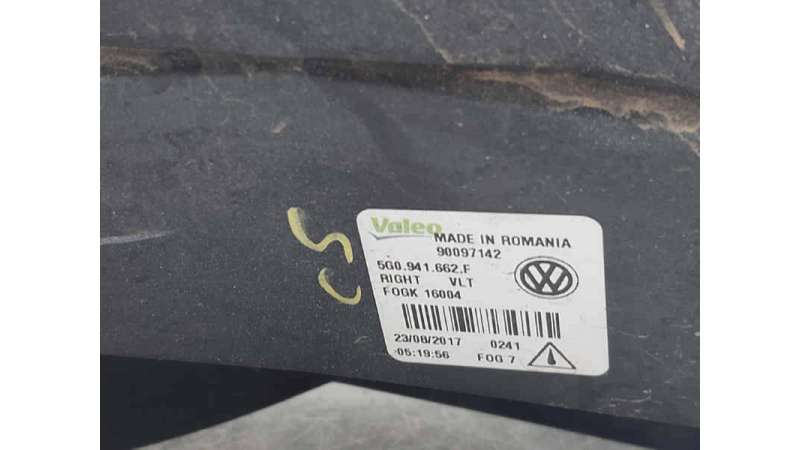 C5
Valeo
MADE IN ROMANIA
90097142
5G0.941.662.F
RIGHT VLT
FOGK 16004
23/08/2017 0241
05:19:56 FOG 7